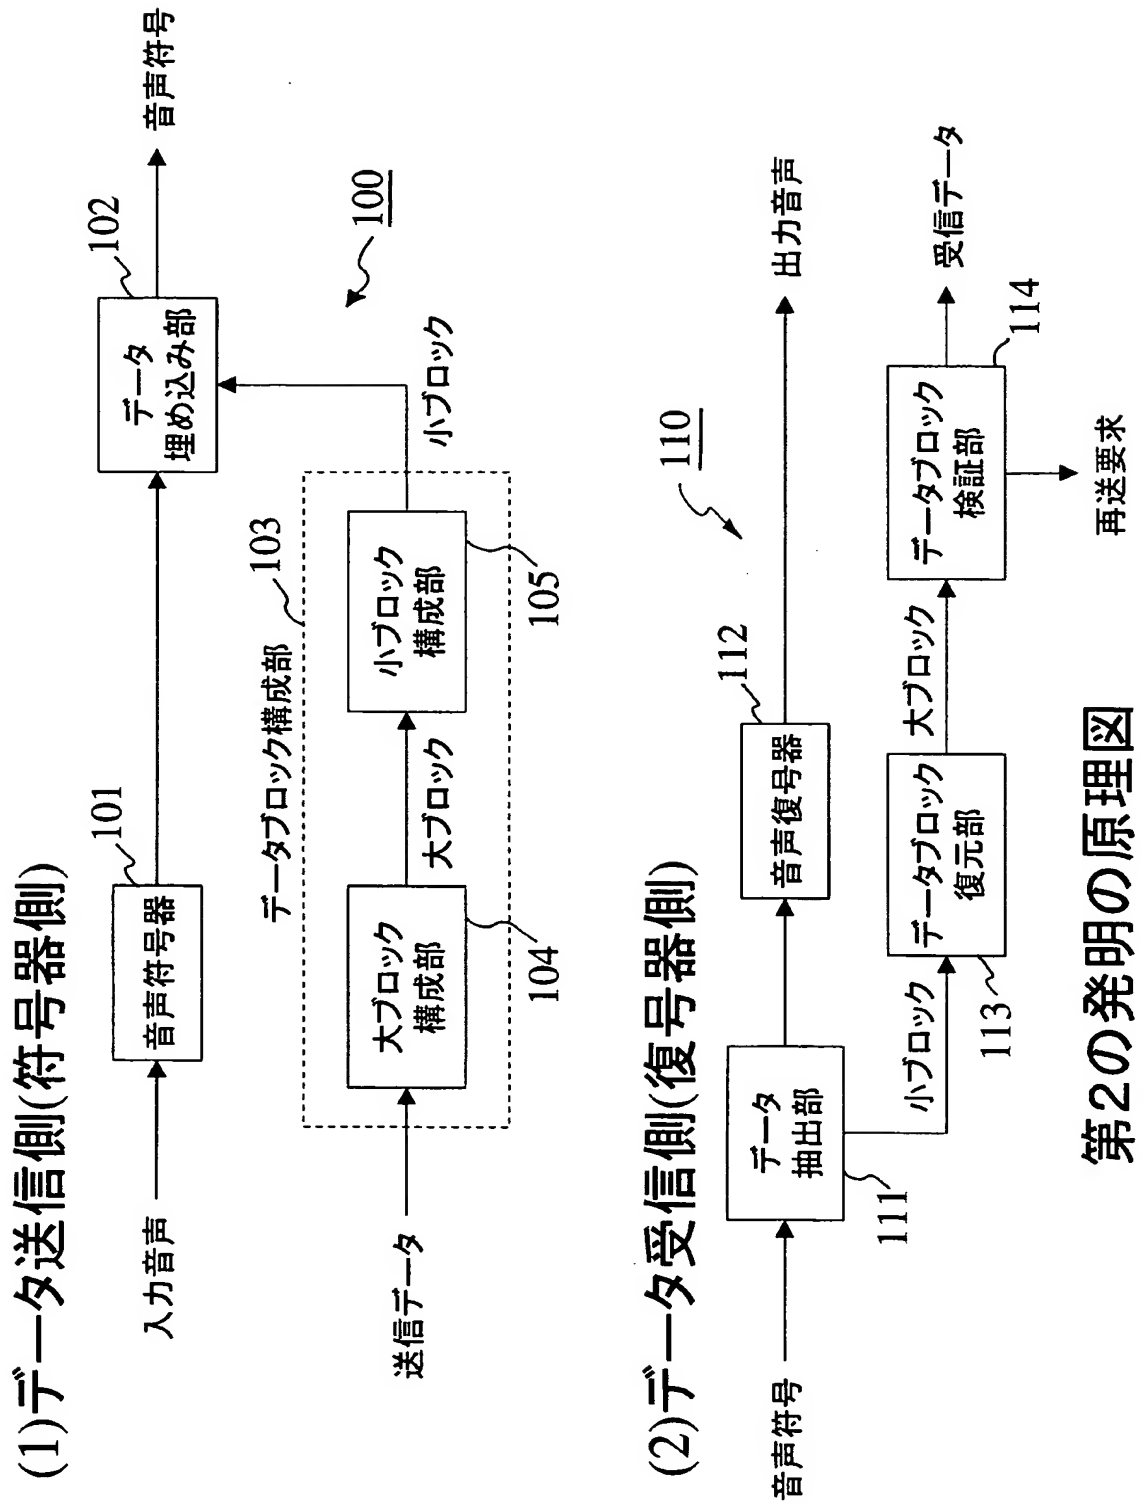 (1)データ送信側(符号器側)
入力音声
音声符号器
101
データ
埋め込み部
102
音声符号
100
データブロック構成部
103
送信データ
大ブロック
構成部
104
大ブロック
小ブロック
構成部
105
小ブロック
(2)データ受信側(復号器側)
110
音声符号
データ
抽出部
111
音声復号器
112
出力音声
小ブロック
データブロック
復元部
113
大ブロック
データブロック
検証部
114
受信データ
再送要求
第2の発明の原理図